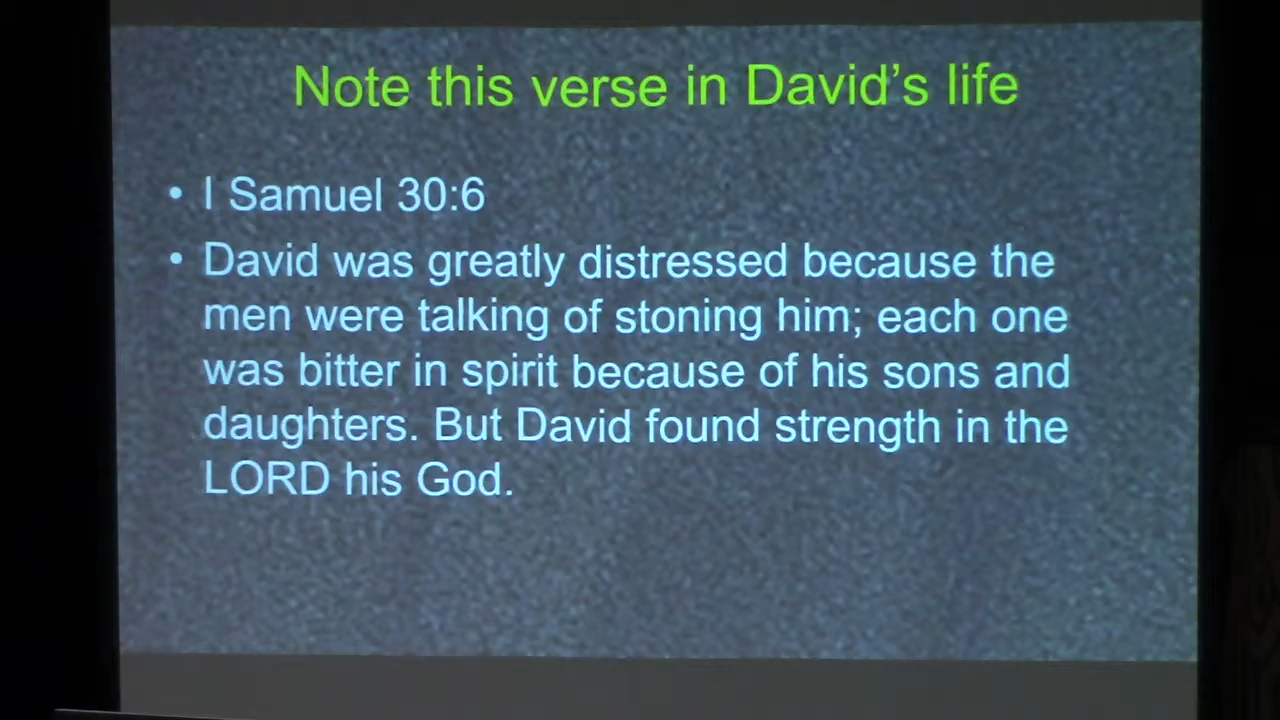 Note this verse in David's life
• I Samuel 30:6
• David was greatly distressed because the
men were talking of stoning him; each one
was bitter in spirit because of his sons and
daughters. But David found strength in the
LORD his God.